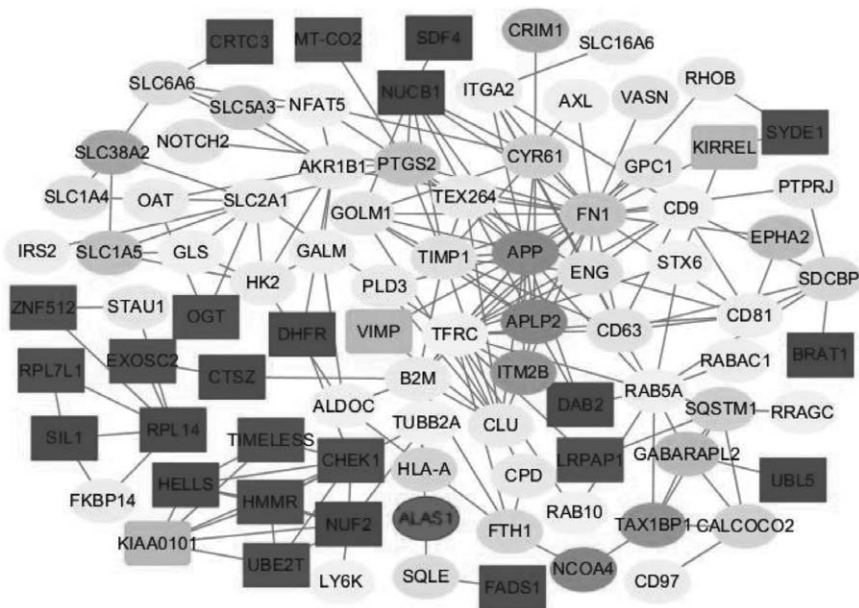 CRTC3
MT-CO2
SDF4
CRIM1
SLC16A6
SLC6A6
SLC5A3
NFAT5
NUCB1
ITGA2
AXL
VASN
RHOB
SYDE1
NOTCH2
SLC38A2
AKR1B1
PTGS2
CYR61
GPC1
KIRREL
SLC1A4
OAT
SLC2A1
GOLM1
TEX264
FN1
CD9
PTPRJ
IRS2
SLC1A5
GLS
HK2
GALM
TIMP1
APP
ENG
STX6
EPHA2
SDCBP
PLD3
ZNF512
STAU1
OGT
DHFR
VIMP
TFRC
APLP2
CD63
CD81
RPL7L1
EXOSC2
CTSZ
B2M
ITM2B
RABAC1
BRAT1
SIL1
RPL14
ALDOC
TUBB2A
CLU
DAB2
RAB5A
SQSTM1
RRAGC
TIMELESS
CHEK1
HLA-A
CPD
LRPAP1
GABARAPL2
UBL5
FKBP14
HELLS
HMMR
NUF2
ALAS1
FTH1
RAB10
TAX1BP1
CALCOCO2
KIAA0101
UBE2T
LY6K
SQLE
FADS1
NCOA4
CD97